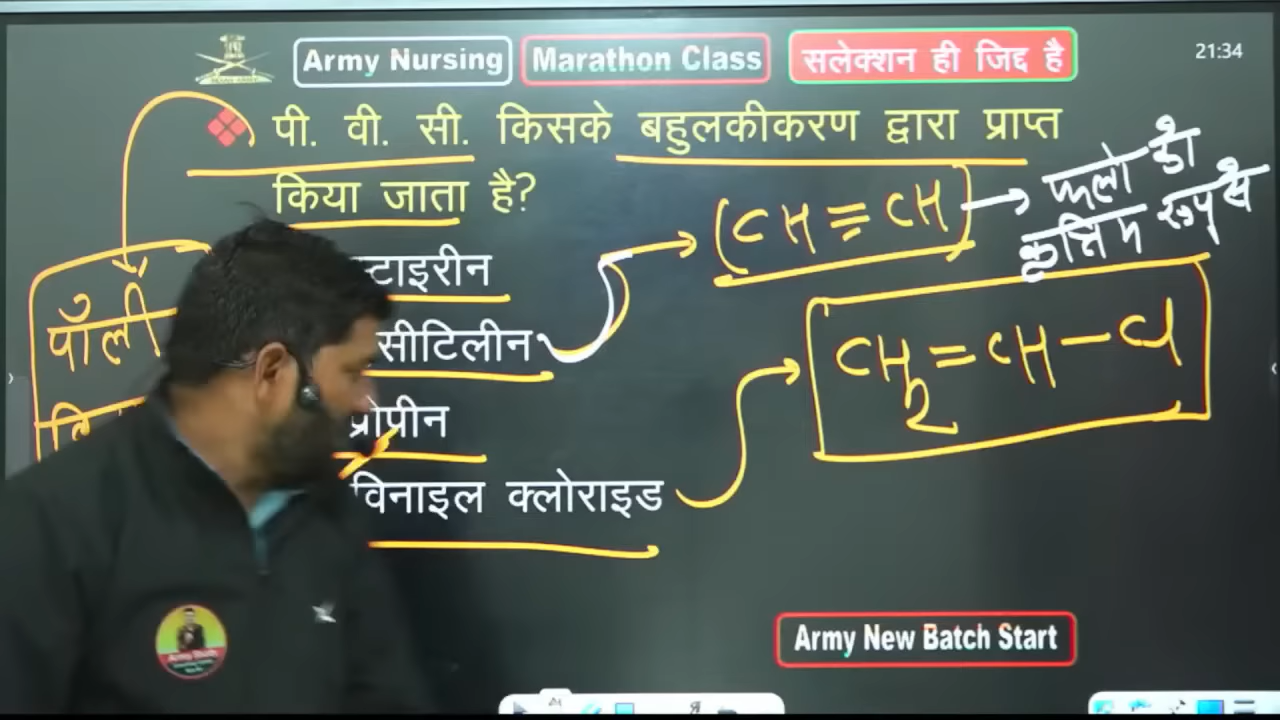 Army Nursing
Marathon Class
सलेक्शन ही जिद्द है
21:34
पी. वी. सी. किसके बहुलकीकरण द्वारा प्राप्त
किया जाता है?
टाइरीन
सीटिलीन
प्रोप्रीन
विनाइल क्लोराइड
(CH ≡ CH)
फलो को
कृत्रिम रूप से
CH₂ = CH − Cl
पॉली
Army New Batch Start